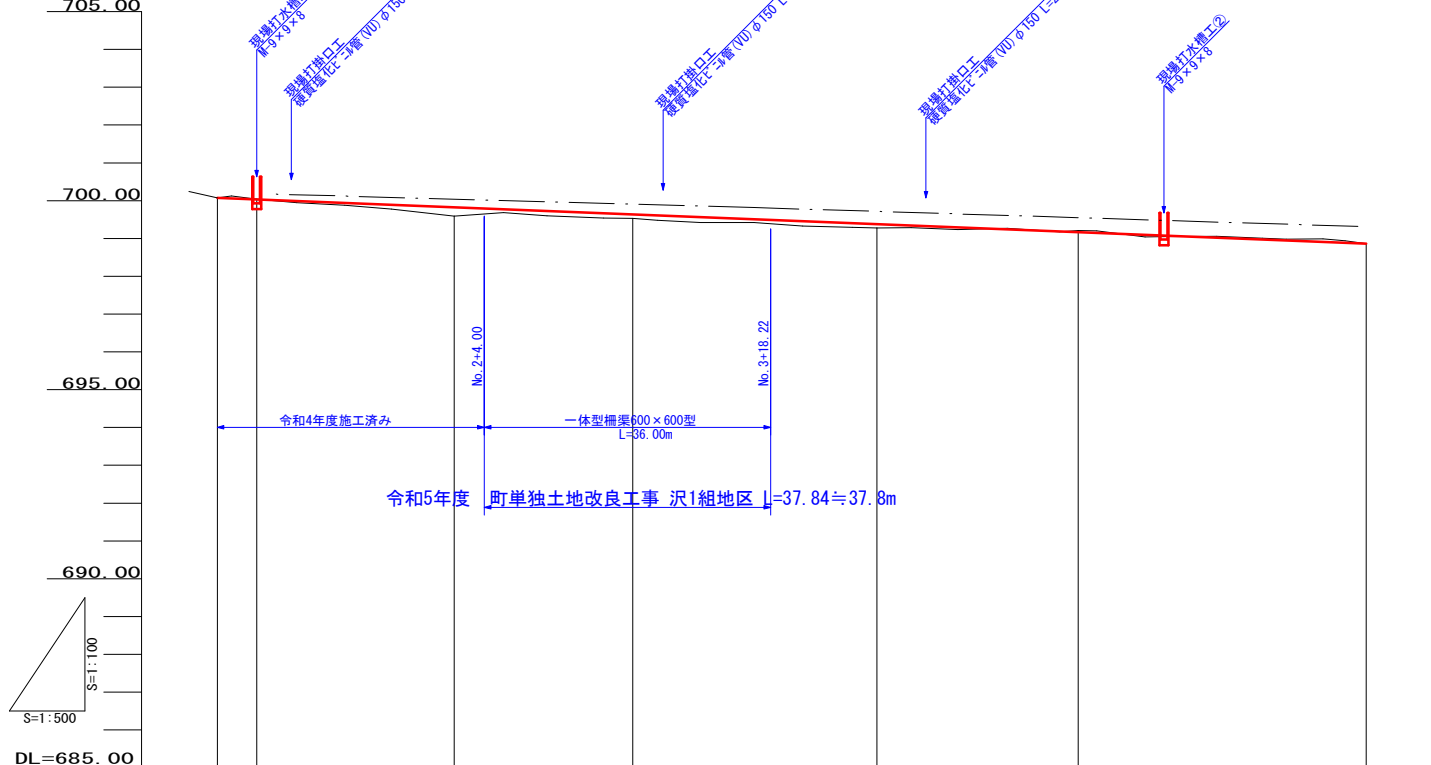 705.00
現場打水槽工
M-9×9×8
現場打掛口工
硬質塩化ビニル管(VU)φ150
現場打掛口工
硬質塩化ビニル管(VU)φ150 L
現場打掛口工
硬質塩化ビニル管(VU)φ150 L=2
現場打水槽工②
M-9×9×8
700.00
No.2+4.00
No.3+18.22
695.00
令和4年度施工済み
一体型柵渠600×600型
L=36.00m
令和5年度 町単独土地改良工事 沢1組地区 L=37.84≒37.8m
690.00
S=1:100
S=1:500
DL=685.00